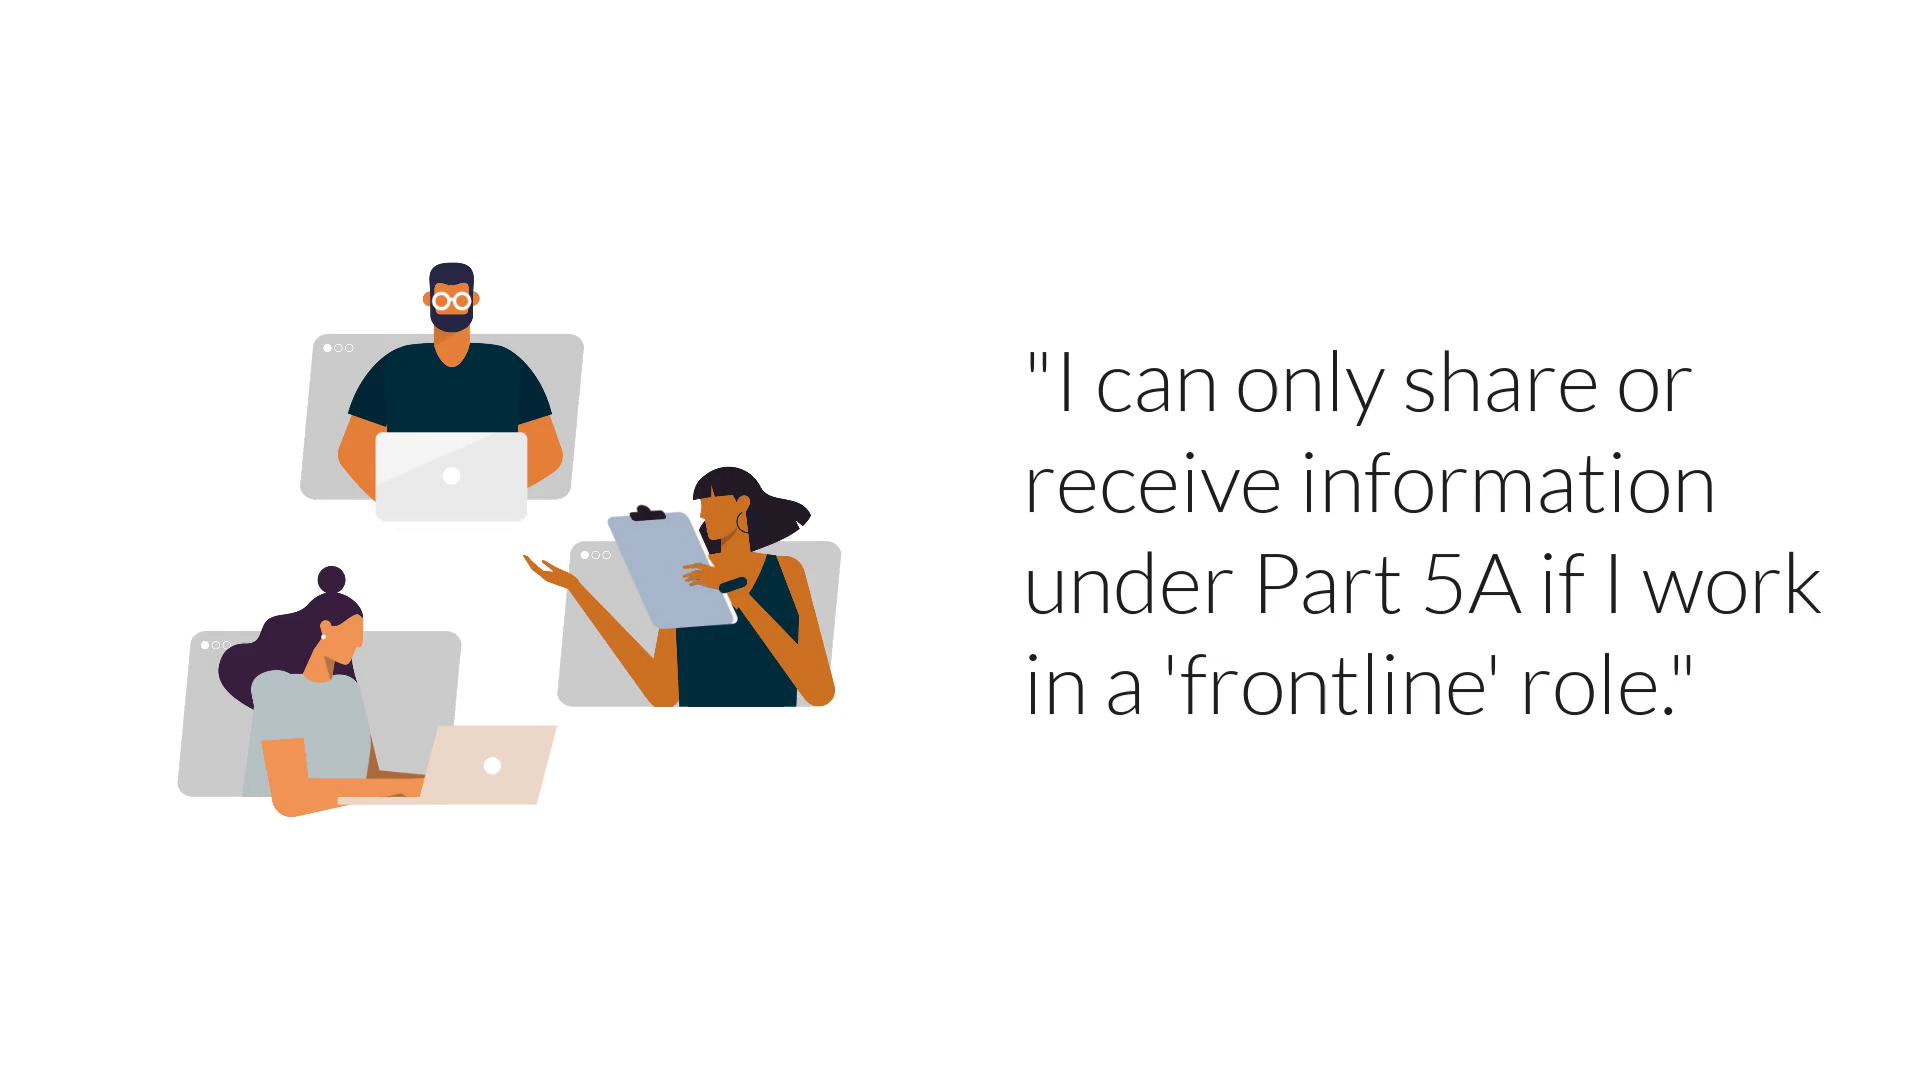 "I can only share or
receive information
under Part 5A if I work
in a 'frontline' role."